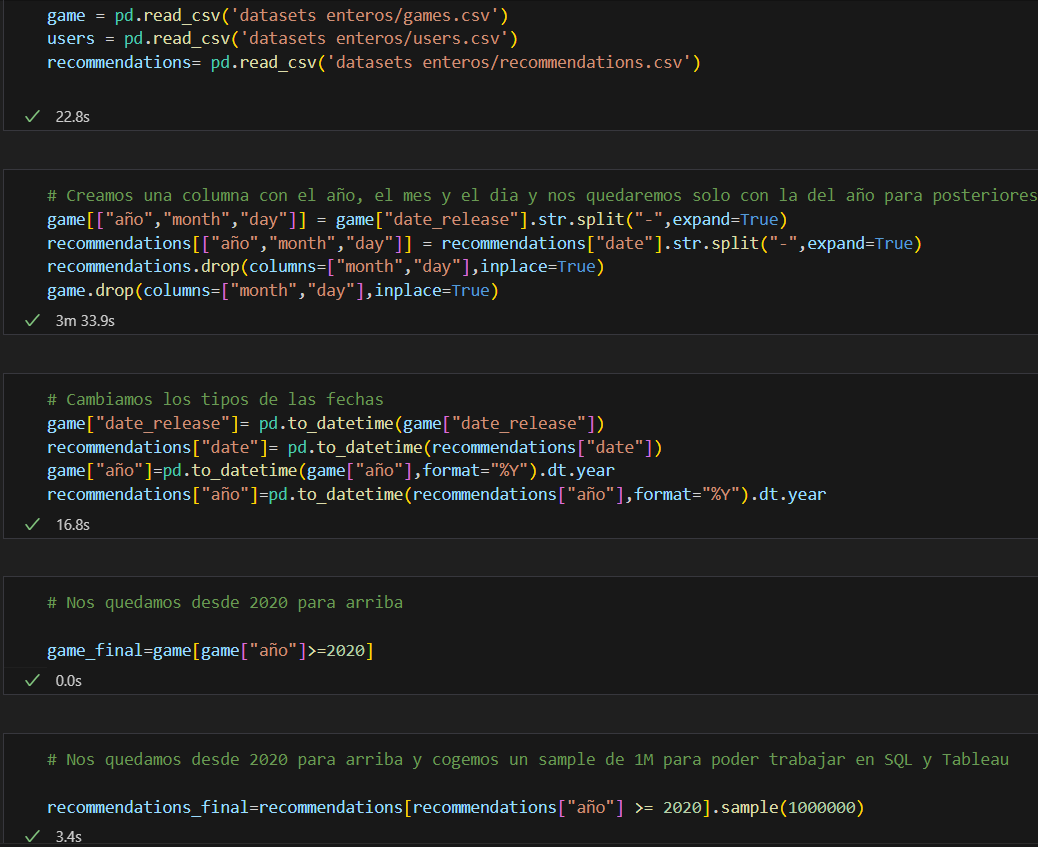 game = pd.read_csv('datasets enteros/games.csv')
users = pd.read_csv('datasets enteros/users.csv')
recommendations= pd.read_csv('datasets enteros/recommendations.csv')
22.8s
# Creamos una columna con el año, el mes y el dia y nos quedaremos solo con la del año para posteriores
game[["año","month","day"]] = game["date_release"].str.split("-",expand=True)
recommendations[["año","month","day"]] = recommendations["date"].str.split("-",expand=True)
recommendations.drop(columns=["month","day"],inplace=True)
game.drop(columns=["month","day"],inplace=True)
3m 33.9s
# Cambiamos los tipos de las fechas
game["date_release"]= pd.to_datetime(game["date_release"])
recommendations["date"]= pd.to_datetime(recommendations["date"])
game["año"]=pd.to_datetime(game["año"],format="%Y").dt.year
recommendations["año"]=pd.to_datetime(recommendations["año"],format="%Y").dt.year
16.8s
# Nos quedamos desde 2020 para arriba
game_final=game[game["año"]>=2020]
0.0s
# Nos quedamos desde 2020 para arriba y cogemos un sample de 1M para poder trabajar en SQL y Tableau
recommendations_final=recommendations[recommendations["año"] >= 2020].sample(1000000)
3.4s